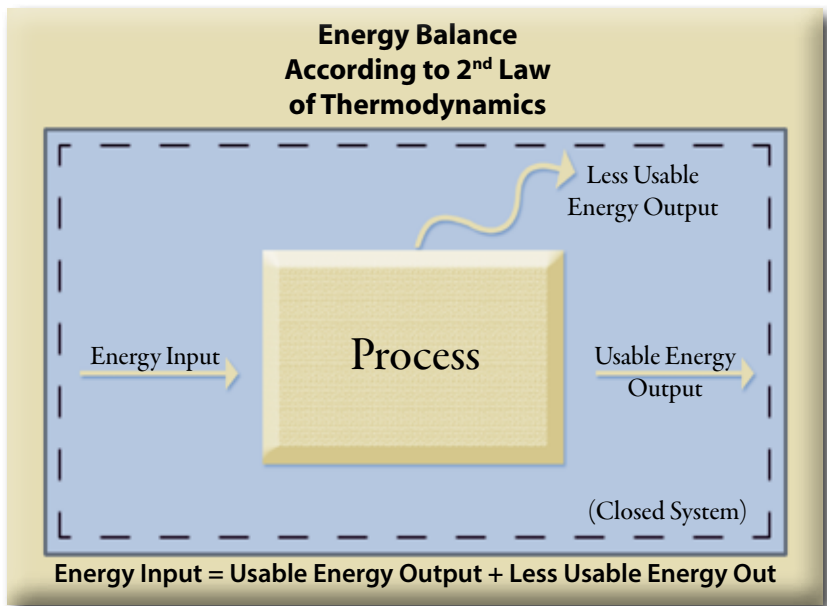 Energy Balance
According to 2nd Law
of Thermodynamics
Less Usable
Energy Output
Energy Input
Process
Usable Energy
Output
(Closed System)
Energy Input = Usable Energy Output + Less Usable Energy Out